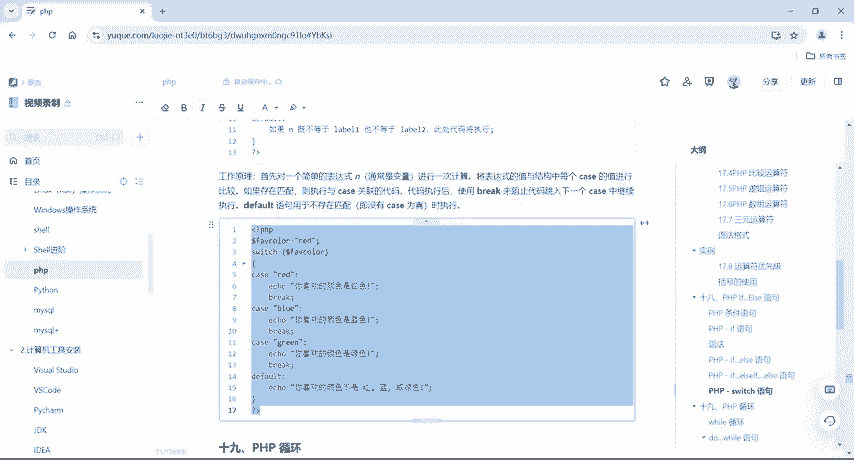 php
yuque.com/luojie-nt3e0/bt6bg3/dwuhgnxm0ngc91lo#YbKsi
所有书签
视频录制
php
分享
更新
搜索
首页
目录
Windows操作系统
shell
Shell进阶
php
Python
mysql
mysql+
2.计算机工具安装
Visual Studio
VSCode
Pycharm
JDK
IDEA
11 如果 n 既不等于 label1 也不等于 label2，此处代码将执行;
12 }
13 ?>
工作原理：首先对一个简单的表达式 n（通常是变量）进行一次计算。将表达式的值与结构中每个 case 的值进行
比较。如果存在匹配，则执行与 case 关联的代码。代码执行后，使用 break 来阻止代码跳入下一个 case 中继续
执行。default 语句用于不存在匹配（即没有 case 为真）时执行。
1 <?php
2 $favcolor="red";
3 switch ($favcolor)
4 {
5 case "red":
6 echo "你喜欢的颜色是红色!";
7 break;
8 case "blue":
9 echo "你喜欢的颜色是蓝色!";
10 break;
11 case "green":
12 echo "你喜欢的颜色是绿色!";
13 break;
14 default:
15 echo "你喜欢的颜色不是 红, 蓝, 或绿色!";
16 }
17 ?>
十九、PHP 循环
大纲
17.4PHP 比较运算符
17.5PHP 逻辑运算符
17.6PHP 数组运算符
17.7 三元运算符
语法格式
实例
17.8 运算符优先级
括号的使用
十八、PHP If...Else 语句
PHP 条件语句
PHP - if 语句
语法
PHP - if...else 语句
PHP - if...elseif....else 语句
PHP - switch 语句
十九、PHP 循环
while 循环
do...while 语句